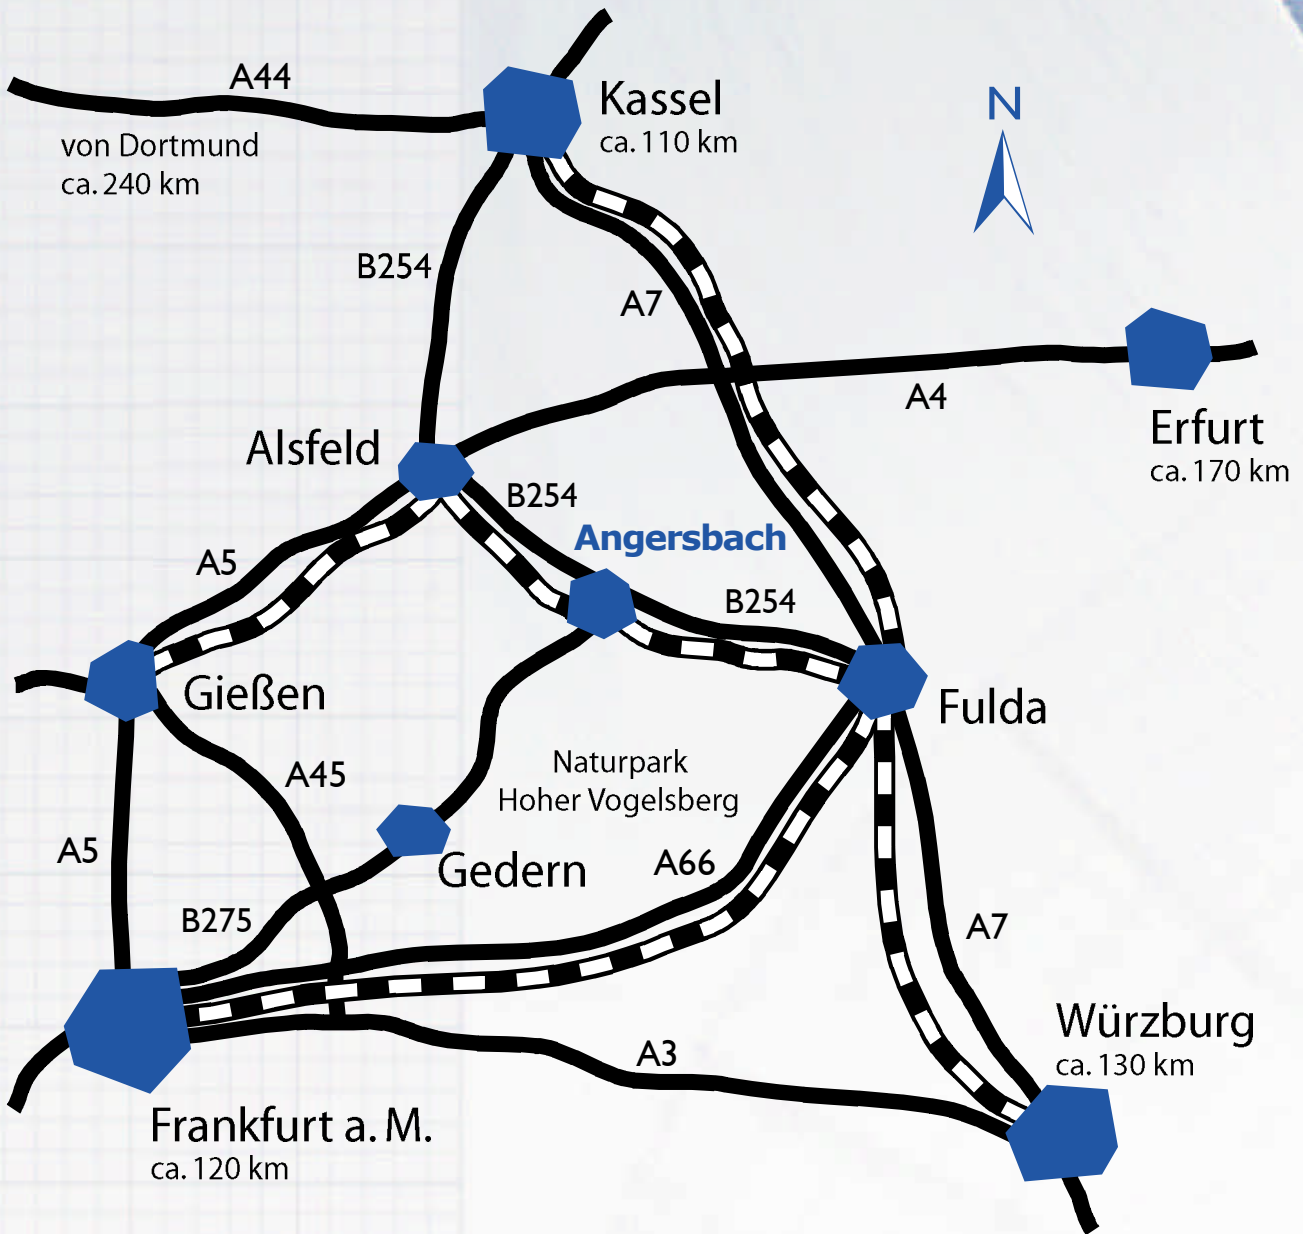 A44
Kassel
ca. 110 km
N
von Dortmund
ca. 240 km
B254
A7
A4
Erfurt
ca. 170 km
Alsfeld
B254
Angersbach
A5
B254
Gießen
Fulda
A45
Naturpark
Hoher Vogelsberg
A5
Gedern
A66
B275
A7
Würzburg
ca. 130 km
A3
Frankfurt a. M.
ca. 120 km